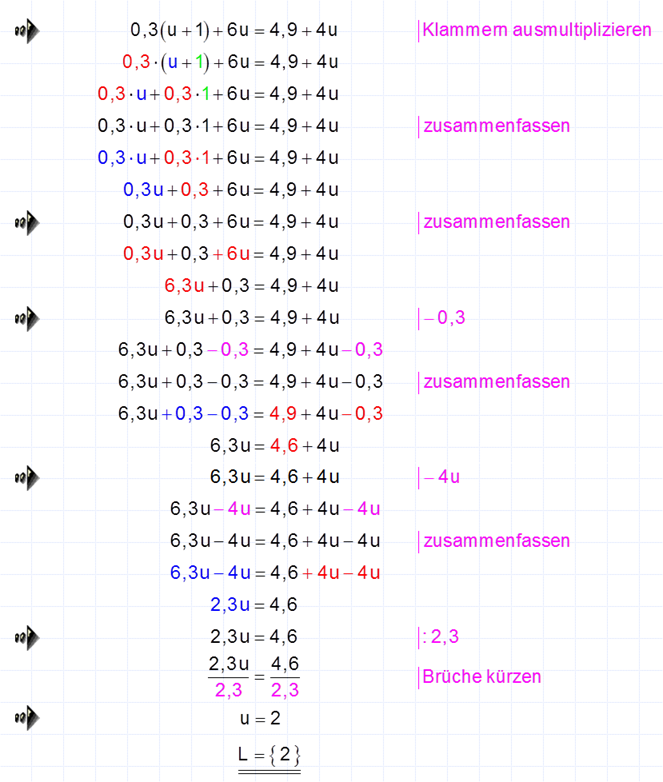 0,3(u+1)+6u=4,9+4u |Klammern ausmultiplizieren
0,3·(u+1)+6u=4,9+4u
0,3·u+0,3·1+6u=4,9+4u
0,3·u+0,3·1+6u=4,9+4u |zusammenfassen
0,3·u+0,3·1+6u=4,9+4u
0,3u+0,3+6u=4,9+4u
0,3u+0,3+6u=4,9+4u |zusammenfassen
0,3u+0,3+6u=4,9+4u
6,3u+0,3=4,9+4u
6,3u+0,3=4,9+4u |−0,3
6,3u+0,3−0,3=4,9+4u−0,3
6,3u+0,3−0,3=4,9+4u−0,3 |zusammenfassen
6,3u+0,3−0,3=4,9+4u−0,3
6,3u=4,6+4u
6,3u=4,6+4u |−4u
6,3u−4u=4,6+4u−4u
6,3u−4u=4,6+4u−4u |zusammenfassen
6,3u−4u=4,6+4u−4u
2,3u=4,6
2,3u=4,6 |:2,3
2,3u/2,3=4,6/2,3 |Brüche kürzen
u=2
L={2}